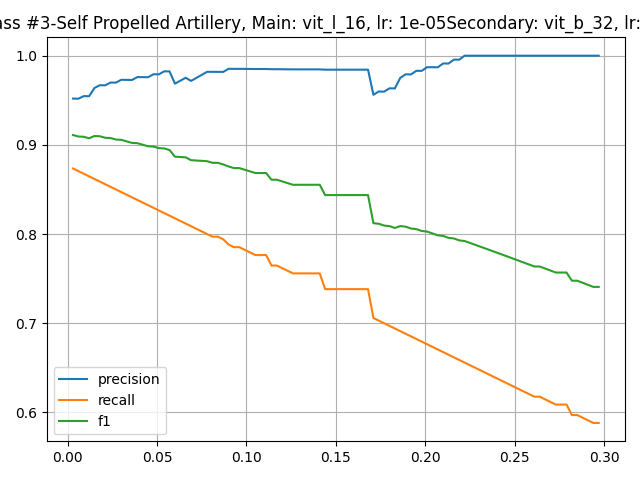 ass #3-Self Propelled Artillery, Main: vit_l_16, lr: 1e-05Secondary: vit_b_32, lr:
1.0
0.9
0.8
0.7
0.6
precision
recall
f1
0.00 0.05 0.10 0.15 0.20 0.25 0.30